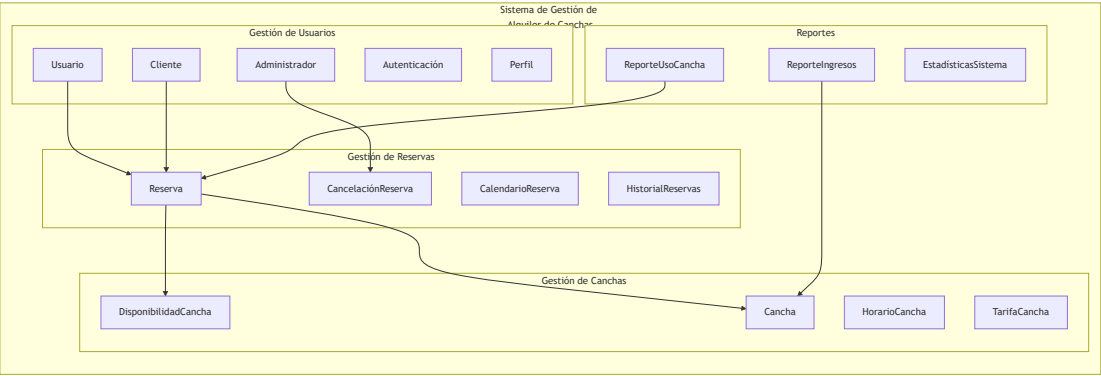 Sistema de Gestión de
Alquiler de Canchas
Gestión de Usuarios
Reportes
Usuario
Cliente
Administrador
Autenticación
Perfil
ReporteUsoCancha
ReporteIngresos
EstadísticasSistema
Gestión de Reservas
Reserva
CancelaciónReserva
CalendarioReserva
HistorialReservas
Gestión de Canchas
DisponibilidadCancha
Cancha
HorarioCancha
TarifaCancha